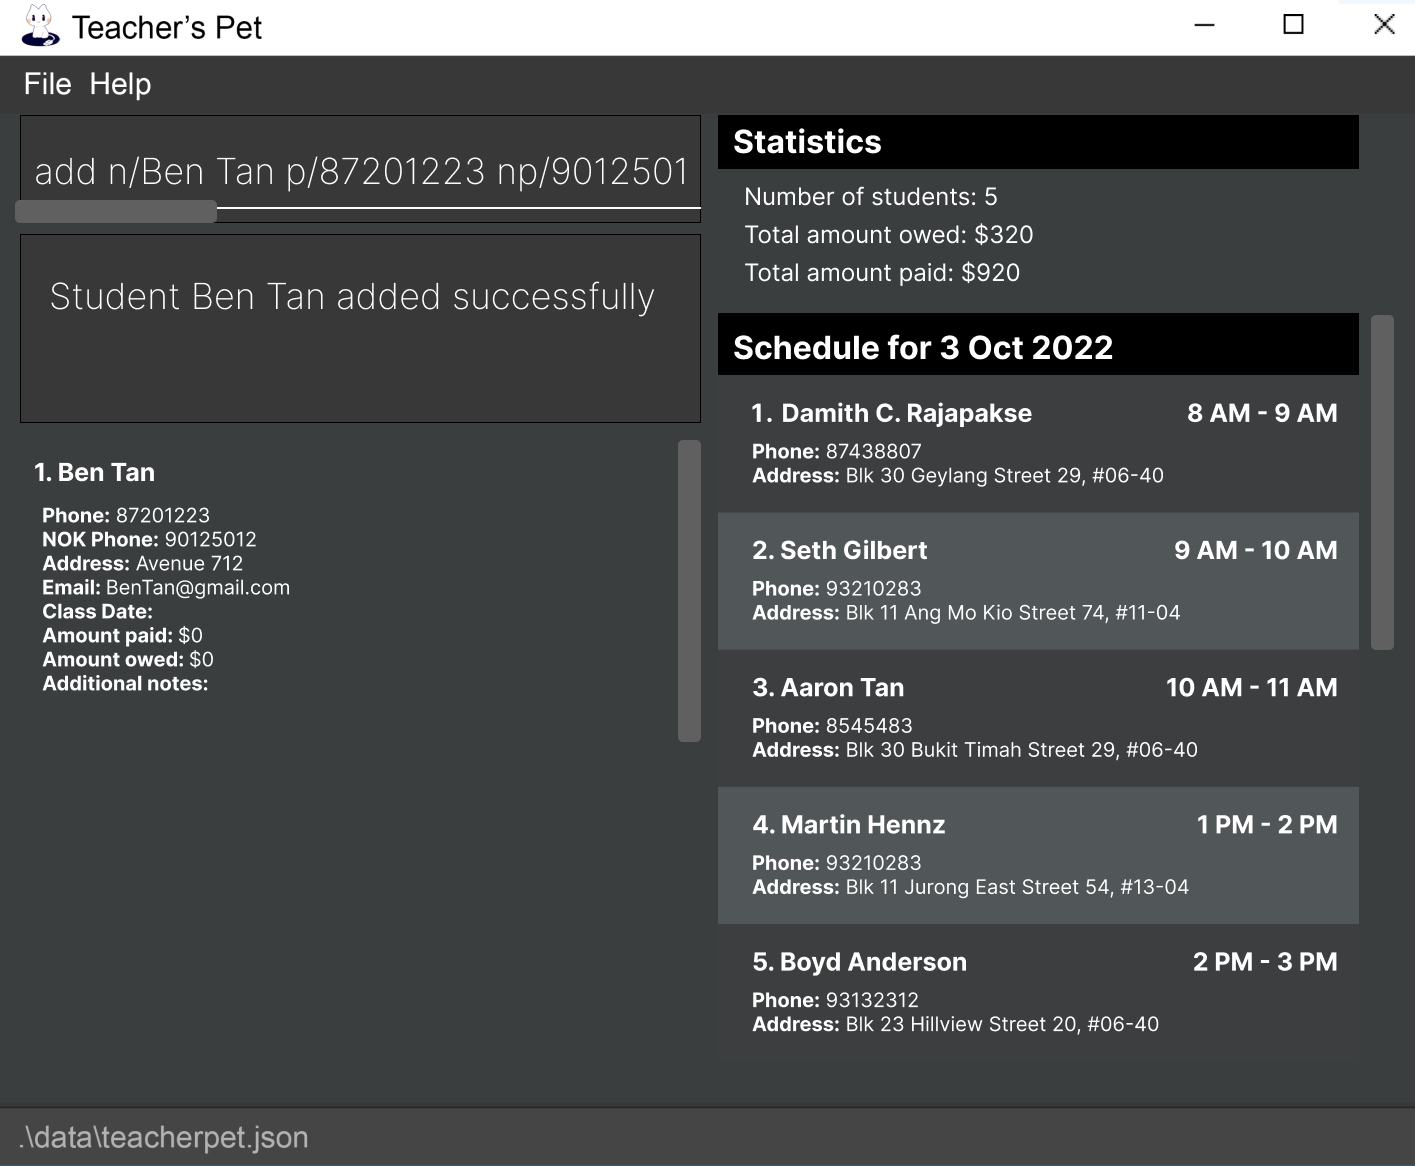 Teacher’s Pet
File Help
add n/Ben Tan p/87201223 np/9012501
Student Ben Tan added successfully
1. Ben Tan
Phone: 87201223
NOK Phone: 90125012
Address: Avenue 712
Email: BenTan@gmail.com
Class Date:
Amount paid: $0
Amount owed: $0
Additional notes:
Statistics
Number of students: 5
Total amount owed: $320
Total amount paid: $920
Schedule for 3 Oct 2022
1. Damith C. Rajapakse 8 AM - 9 AM
Phone: 87438807
Address: Blk 30 Geylang Street 29, #06-40
2. Seth Gilbert 9 AM - 10 AM
Phone: 93210283
Address: Blk 11 Ang Mo Kio Street 74, #11-04
3. Aaron Tan 10 AM - 11 AM
Phone: 8545483
Address: Blk 30 Bukit Timah Street 29, #06-40
4. Martin Hennz 1 PM - 2 PM
Phone: 93210283
Address: Blk 11 Jurong East Street 54, #13-04
5. Boyd Anderson 2 PM - 3 PM
Phone: 93132312
Address: Blk 23 Hillview Street 20, #06-40
.\data\teacherpet.json